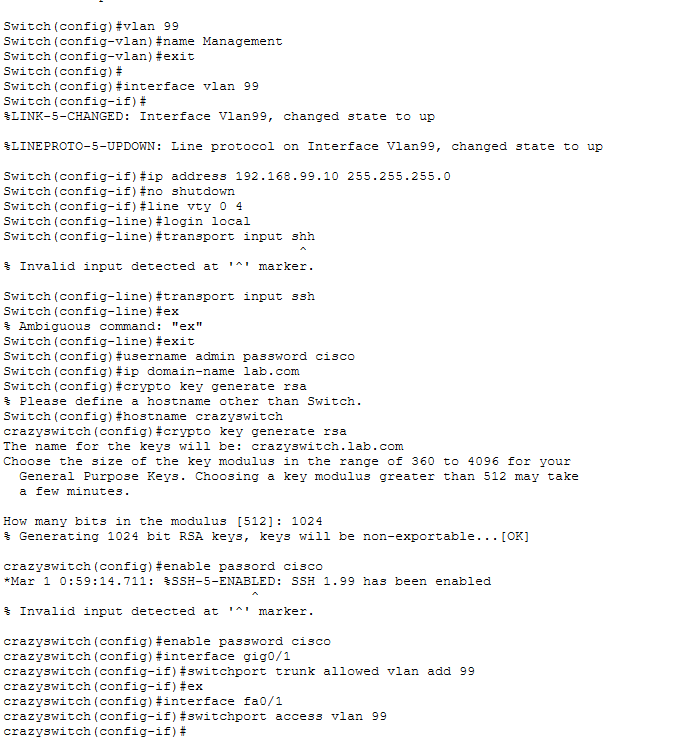 Switch(config)#vlan 99
Switch(config-vlan)#name Management
Switch(config-vlan)#exit
Switch(config)#
Switch(config)#interface vlan 99
Switch(config-if)#
%LINK-5-CHANGED: Interface Vlan99, changed state to up
%LINEPROTO-5-UPDOWN: Line protocol on Interface Vlan99, changed state to up
Switch(config-if)#ip address 192.168.99.10 255.255.255.0
Switch(config-if)#no shutdown
Switch(config-if)#line vty 0 4
Switch(config-line)#login local
Switch(config-line)#transport input shh
^
% Invalid input detected at '^' marker.
Switch(config-line)#transport input ssh
Switch(config-line)#ex
% Ambiguous command: "ex"
Switch(config-line)#exit
Switch(config)#username admin password cisco
Switch(config)#ip domain-name lab.com
Switch(config)#crypto key generate rsa
% Please define a hostname other than Switch.
Switch(config)#hostname crazyswitch
crazyswitch(config)#crypto key generate rsa
The name for the keys will be: crazyswitch.lab.com
Choose the size of the key modulus in the range of 360 to 4096 for your
General Purpose Keys. Choosing a key modulus greater than 512 may take
a few minutes.
How many bits in the modulus [512]: 1024
% Generating 1024 bit RSA keys, keys will be non-exportable...[OK]
crazyswitch(config)#enable passord cisco
*Mar 1 0:59:14.711: %SSH-5-ENABLED: SSH 1.99 has been enabled
^
% Invalid input detected at '^' marker.
crazyswitch(config)#enable password cisco
crazyswitch(config)#interface gig0/1
crazyswitch(config-if)#switchport trunk allowed vlan add 99
crazyswitch(config-if)#ex
crazyswitch(config)#interface fa0/1
crazyswitch(config-if)#switchport access vlan 99
crazyswitch(config-if)#